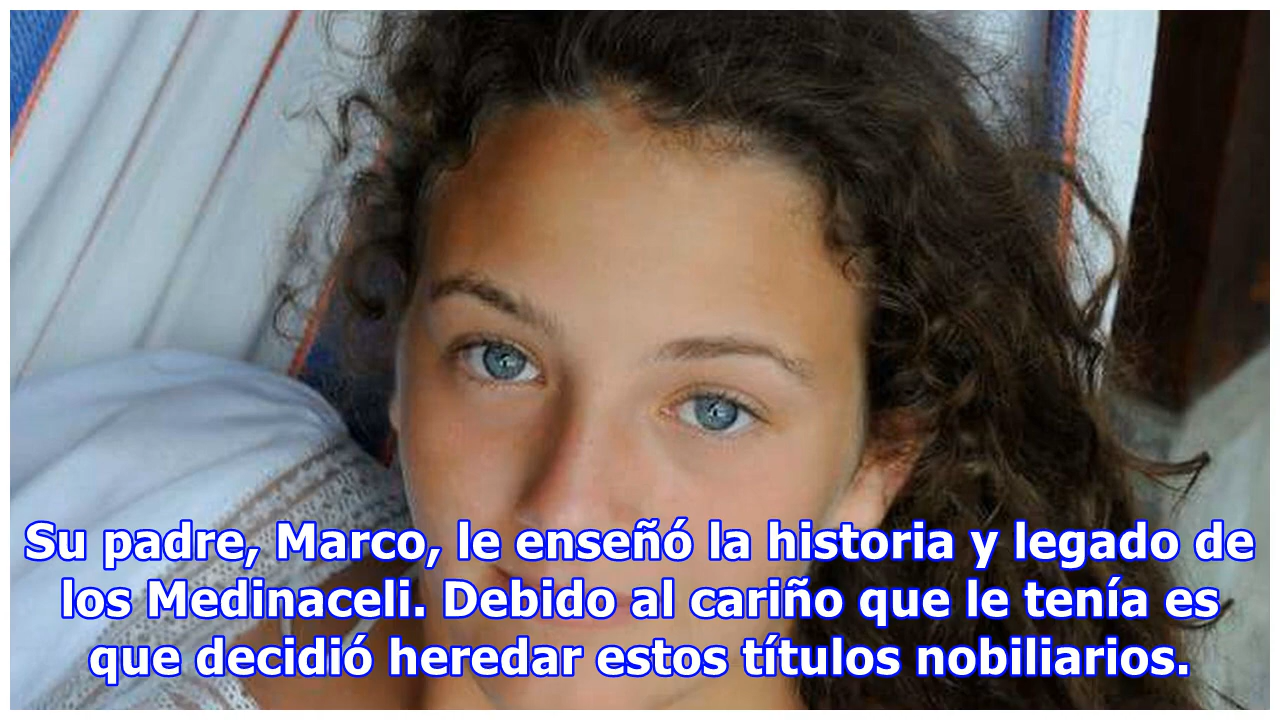 Su padre, Marco, le enseñó la historia y legado de
los Medinaceli. Debido al cariño que le tenía es
que decidió heredar estos títulos nobiliarios.